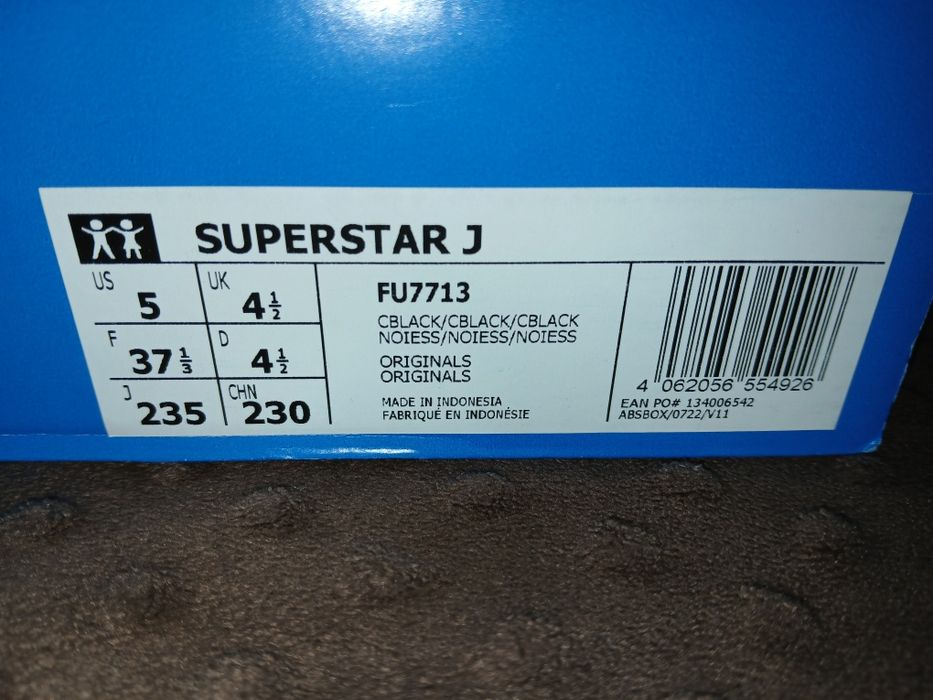 SUPERSTAR J
US 5 UK 4 1/2
F 37 1/3 D 4 1/2
J 235 CHN 230
FU7713
CBLACK/CBLACK/CBLACK
NOIESS/NOIESS/NOIESS
ORIGINALS
ORIGINALS
MADE IN INDONESIA
FABRIQUÉ EN INDONÉSIE
4 062056 554926
EAN PO# 134006542
ABSBOX/0722/V11